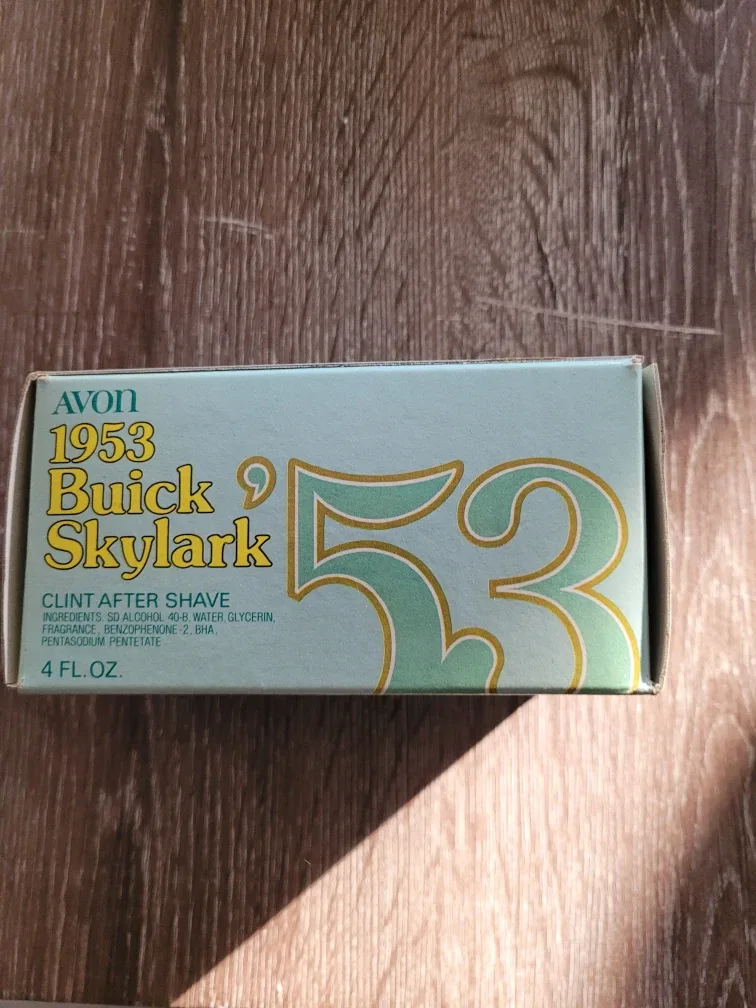 AVON
1953
Buick
Skylark
'53
CLINT AFTER SHAVE
INGREDIENTS. SD ALCOHOL 40-B, WATER, GLYCERIN,
FRAGRANCE, BENZOPHENONE-2, BHA,
PENTASODIUM PENTETATE
4 FL. OZ.